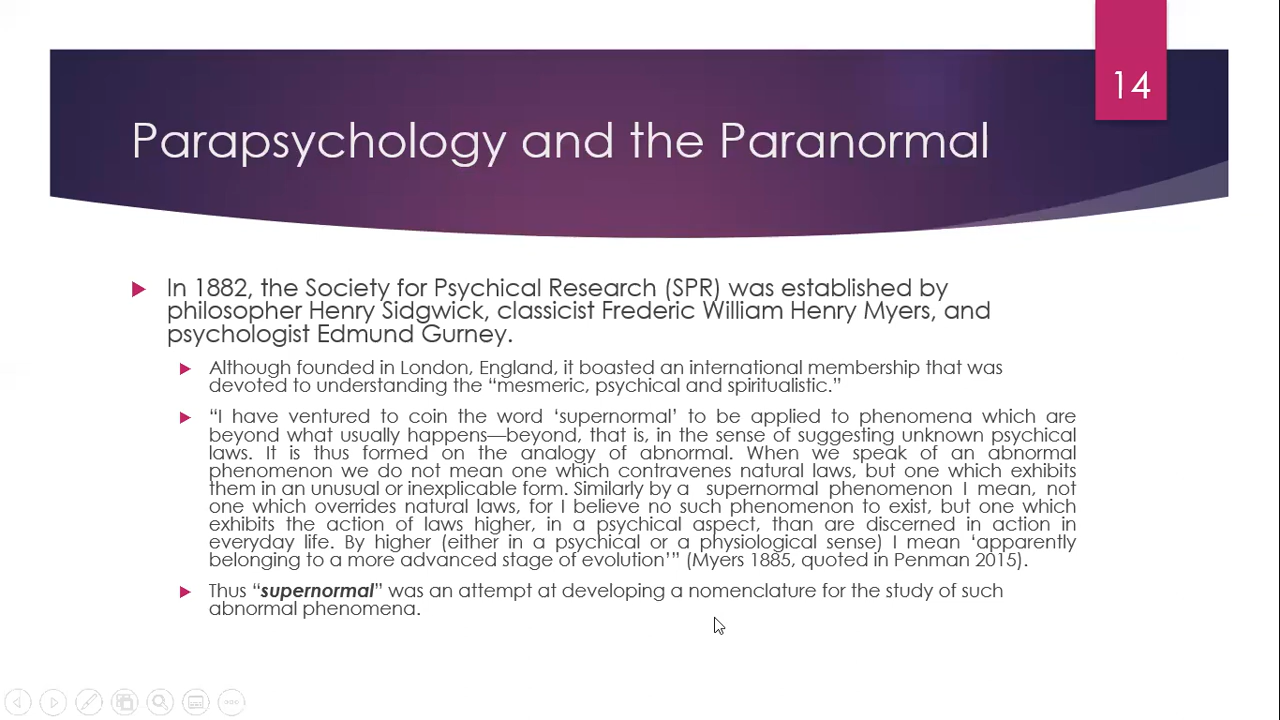 14
Parapsychology and the Paranormal
In 1882, the Society for Psychical Research (SPR) was established by
philosopher Henry Sidgwick, classicist Frederic William Henry Myers, and
psychologist Edmund Gurney.
Although founded in London, England, it boasted an international membership that was
devoted to understanding the “mesmeric, psychical and spiritualistic.”
“I have ventured to coin the word ‘supernormal’ to be applied to phenomena which are
beyond what usually happens—beyond, that is, in the sense of suggesting unknown psychical
laws. It is thus formed on the analogy of abnormal. When we speak of an abnormal
phenomenon we do not mean one which contravenes natural laws, but one which exhibits
them in an unusual or inexplicable form. Similarly by a supernormal phenomenon I mean, not
one which overrides natural laws, for I believe no such phenomenon to exist, but one which
exhibits the action of laws higher, in a psychical aspect, than are discerned in action in
everyday life. By higher (either in a psychical or a physiological sense) I mean ‘apparently
belonging to a more advanced stage of evolution’” (Myers 1885, quoted in Penman 2015).
Thus “supernormal” was an attempt at developing a nomenclature for the study of such
abnormal phenomena.